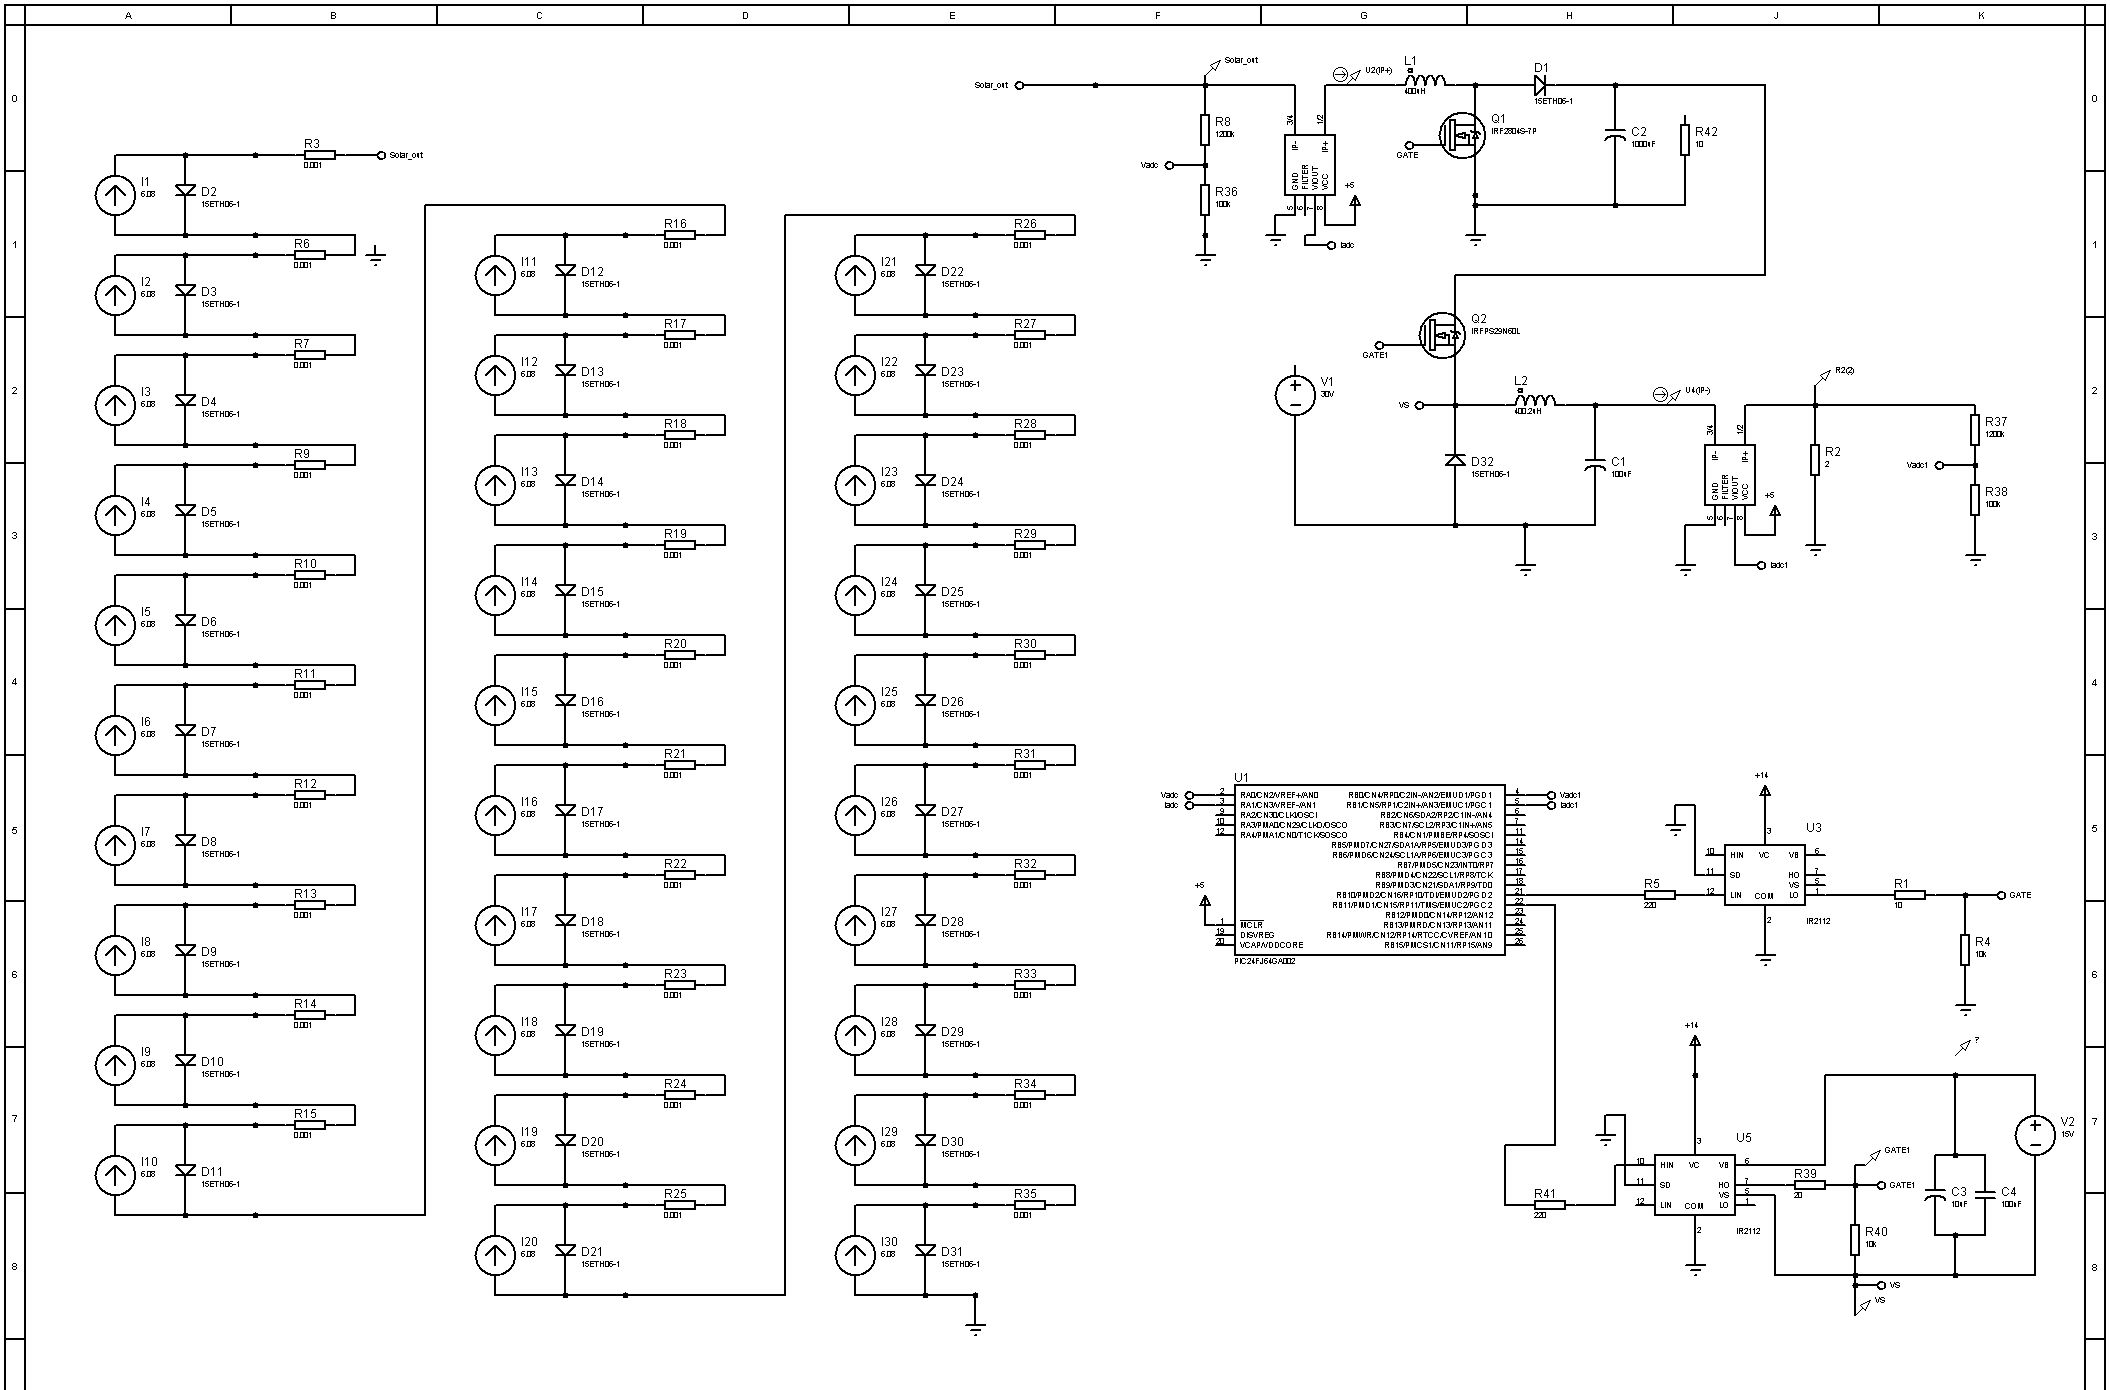 A B C D E F G H J K
0
0
Solar_out
Solar_out
U2(IP+)
L1
400uH
D1
15ETH06-1
R8
1200k
3/4
1/2
IP-
IP+
Q1
IRF2804S-7P
GATE
C2
1000uF
R42
10
Vadc
R36
100k
GND
FILTER
VIOUT
VCC
5
6
7
8
+5
Iadc
R3
0.001
Solar_out
I1
6.08
D2
15ETH06-1
1
1
R6
0.001
I2
6.08
D3
15ETH06-1
R7
0.001
I3
6.08
D4
15ETH06-1
2
2
R9
0.001
I4
6.08
D5
15ETH06-1
3
3
R10
0.001
I5
6.08
D6
15ETH06-1
R11
0.001
4
4
I6
6.08
D7
15ETH06-1
R12
0.001
I7
6.08
D8
15ETH06-1
5
5
R13
0.001
I8
6.08
D9
15ETH06-1
6
6
R14
0.001
I9
6.08
D10
15ETH06-1
7
7
R15
0.001
I10
6.08
D11
15ETH06-1
8
8
R16
0.001
I11
6.08
D12
15ETH06-1
R17
0.001
I12
6.08
D13
15ETH06-1
R18
0.001
I13
6.08
D14
15ETH06-1
R19
0.001
I14
6.08
D15
15ETH06-1
R20
0.001
I15
6.08
D16
15ETH06-1
R21
0.001
I16
6.08
D17
15ETH06-1
R22
0.001
I17
6.08
D18
15ETH06-1
R23
0.001
I18
6.08
D19
15ETH06-1
R24
0.001
I19
6.08
D20
15ETH06-1
R25
0.001
I20
6.08
D21
15ETH06-1
R26
0.001
I21
6.08
D22
15ETH06-1
R27
0.001
I22
6.08
D23
15ETH06-1
R28
0.001
I23
6.08
D24
15ETH06-1
R29
0.001
I24
6.08
D25
15ETH06-1
R30
0.001
I25
6.08
D26
15ETH06-1
R31
0.001
I26
6.08
D27
15ETH06-1
R32
0.001
I27
6.08
D28
15ETH06-1
R33
0.001
I28
6.08
D29
15ETH06-1
R34
0.001
I29
6.08
D30
15ETH06-1
R35
0.001
I30
6.08
D31
15ETH06-1
Q2
IRFPS29N60L
GATE1
V1
30V
VS
L2
400.2uH
U4(IP-)
R2(2)
D32
15ETH06-1
C1
100uF
3/4
1/2
IP-
IP+
GND
FILTER
VIOUT
VCC
5
6
7
8
+5
Iadc1
R2
2
R37
1200k
Vadc1
R38
100k
U1
Vadc 2 RA0/CN2/VREF+/AN0
Iadc 3 RA1/CN3/VREF-/AN1
9 RA2/CN30/CLKI/OSCI
10 RA3/PMA0/CN29/CLKO/OSCO
12 RA4/PMA1/CN0/T1CK/SOSCO
+5
1 MCLR
19 DISVREG
20 VCAP/VDDCORE
RB0/CN4/RP0/C2IN-/AN2/EMUD1/PGD1 4 Vadc1
RB1/CN5/RP1/C2IN+/AN3/EMUC1/PGC1 5 Iadc1
RB2/CN6/SDA2/RP2/C1IN-/AN4 6
RB3/CN7/SCL2/RP3/C1IN+/AN5 7
RB4/CN1/PMBE/RP4/SOSCI 11
RB5/PMD7/CN27/SDA1A/RP5/EMUD3/PGD3 14
RB6/PMD6/CN24/SCL1A/RP6/EMUC3/PGC3 15
RB7/PMD5/CN23/INT0/RP7 16
RB8/PMD4/CN22/SCL1/RP8/TCK 17
RB9/PMD3/CN21/SDA1/RP9/TDO 18
RB10/PMD2/CN16/RP10/TDI/EMUD2/PGD2 21
RB11/PMD1/CN15/RP11/TMS/EMUC2/PGC2 22
RB12/PMD0/CN14/RP12/AN12 23
RB13/PMRD/CN13/RP13/AN11 24
RB14/PMWR/CN12/RP14/RTCC/CVREF/AN10 25
RB15/PMCS1/CN11/RP15/AN9 26
PIC24FJ64GA002
+14
3
U3
10 HIN VC VB 6
HO 7
11 SD VS 5
12 LIN COM LO 1
2
IR2112
R5
220
R1
10
GATE
R4
10k
+14
3
U5
10 HIN VC VB 6
11 SD HO 7
VS 5
12 LIN COM LO 1
2
IR2112
R41
220
R39
20
GATE1
GATE1
R40
10k
VS
VS
?
C3
10uF
C4
100uF
V2
15V